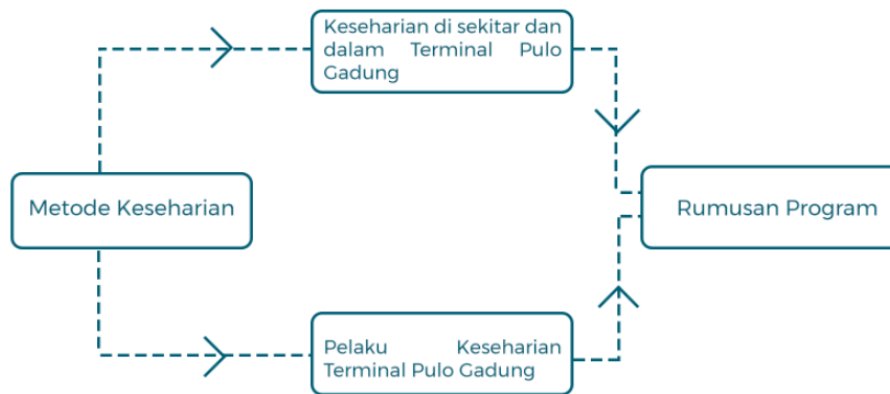 Keseharian di sekitar dan
dalam Terminal Pulo
Gadung
Metode Keseharian
Rumusan Program
Pelaku Keseharian
Terminal Pulo Gadung